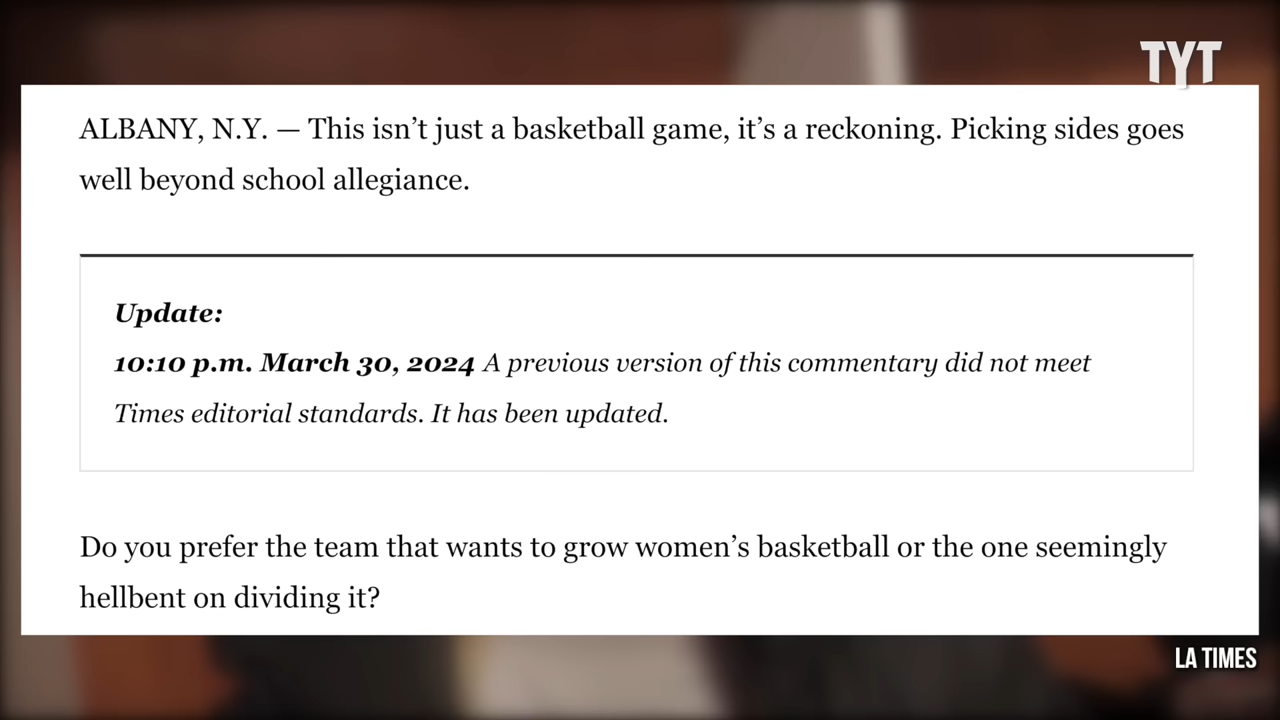 TYT
ALBANY, N.Y. — This isn’t just a basketball game, it’s a reckoning. Picking sides goes
well beyond school allegiance.
Update:
10:10 p.m. March 30, 2024 A previous version of this commentary did not meet
Times editorial standards. It has been updated.
Do you prefer the team that wants to grow women’s basketball or the one seemingly
hellbent on dividing it?
LA TIMES